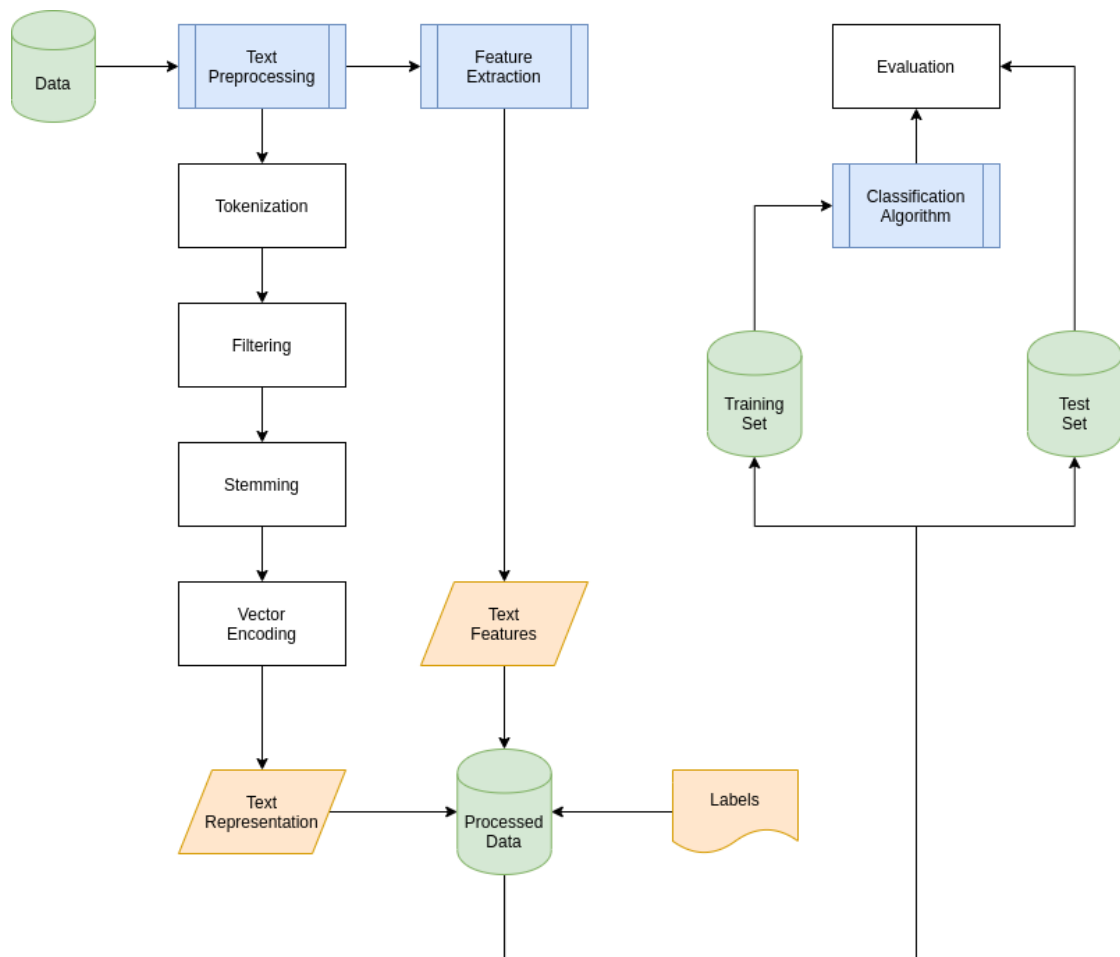 Data
Text
Preprocessing
Feature
Extraction
Evaluation
Tokenization
Classification
Algorithm
Filtering
Training
Set
Test
Set
Stemming
Vector
Encoding
Text
Features
Text
Representation
Processed
Data
Labels